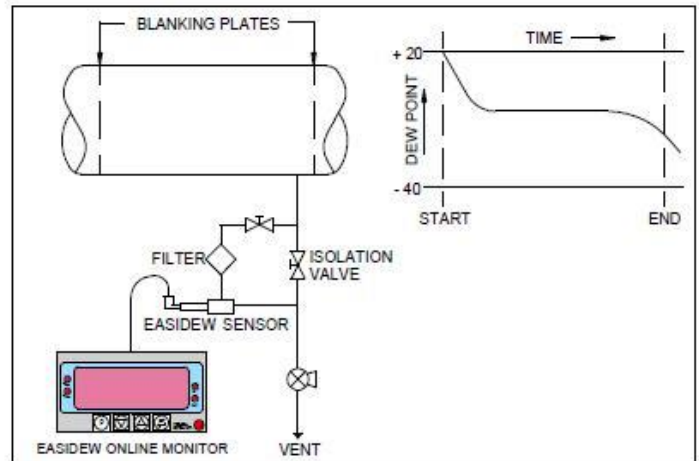 BLANKING PLATES
TIME
+ 20
DEW POINT
- 40
START
END
FILTER
ISOLATION
VALVE
EASIDEW SENSOR
EASIDEW ONLINE MONITOR
VENT